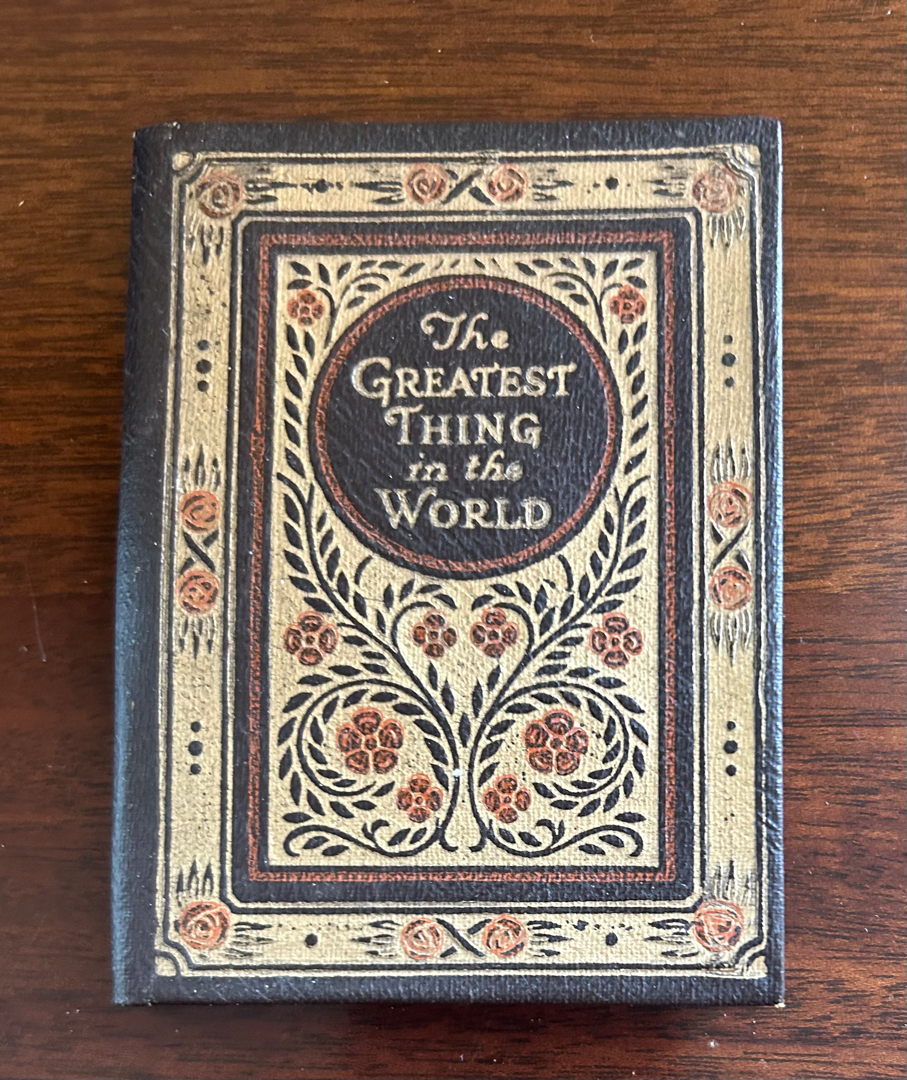 The
GREATEST
THING
in the
WORLD